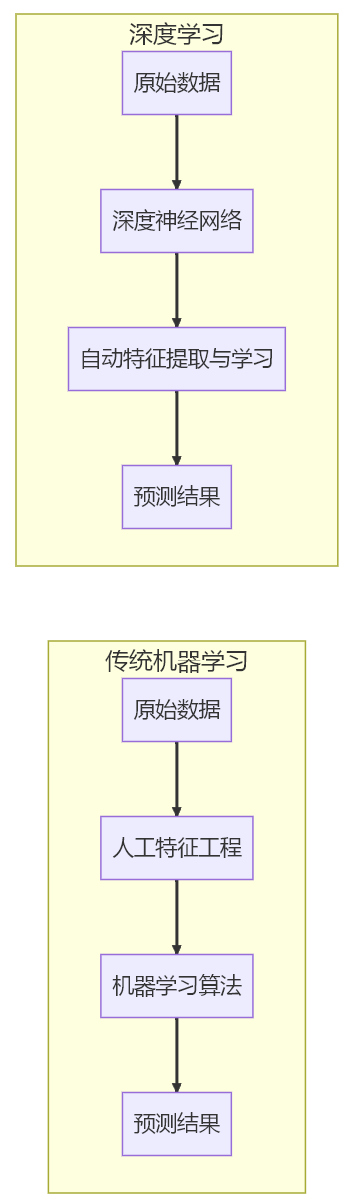 深度学习
原始数据
深度神经网络
自动特征提取与学习
预测结果
传统机器学习
原始数据
人工特征工程
机器学习算法
预测结果